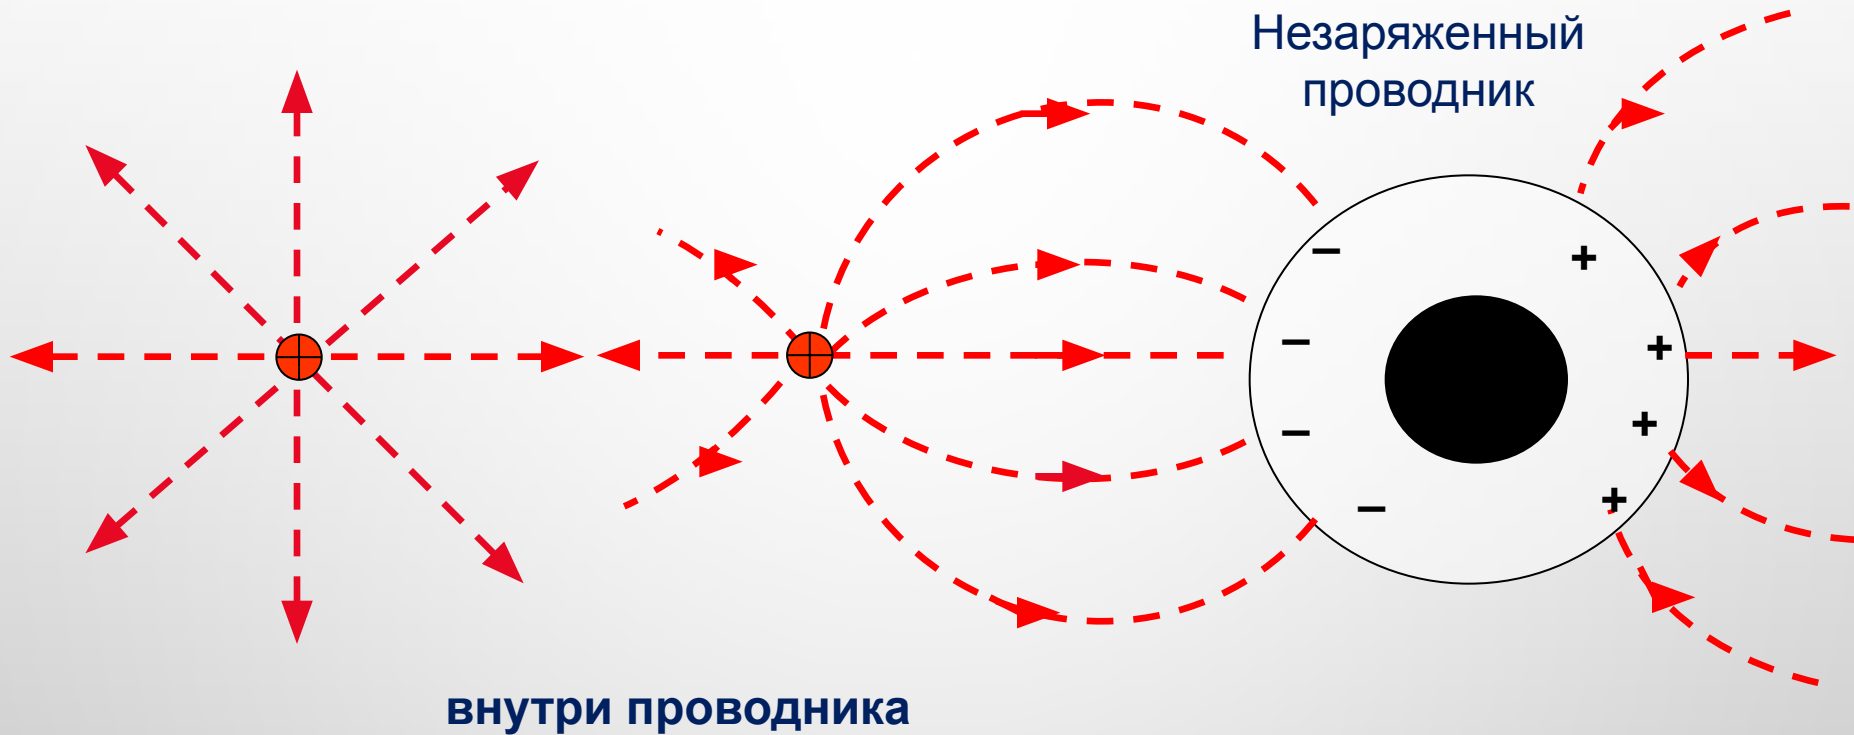 Незаряженный
проводник
внутри проводника